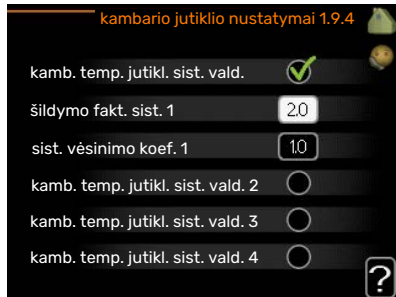 kambario jutiklio nustatymai 1.9.4
kamb. temp. jutikl. sist. vald.
šildymo fakt. sist. 1
2.0
sist. vėsinimo koef. 1
1.0
kamb. temp. jutikl. sist. vald. 2
kamb. temp. jutikl. sist. vald. 3
kamb. temp. jutikl. sist. vald. 4
?